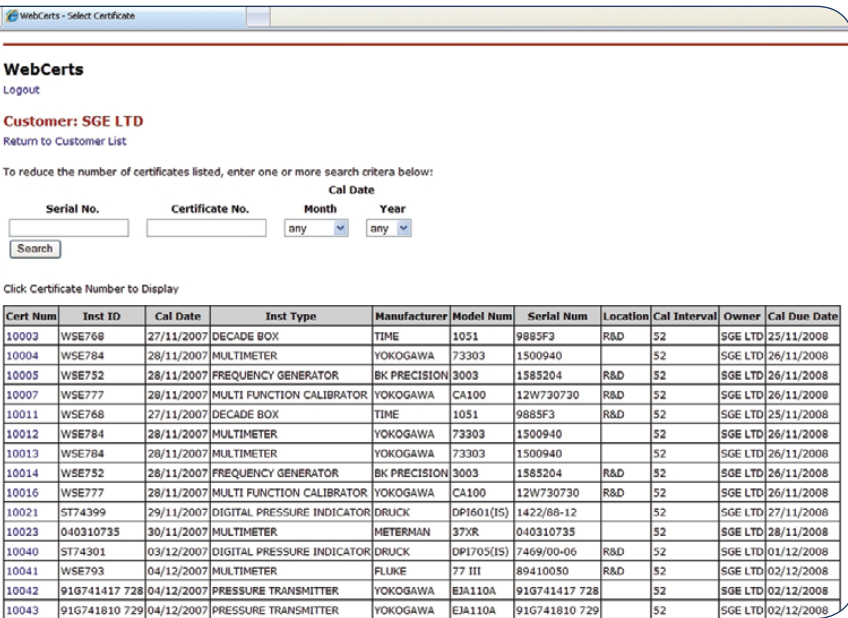 WebCerts - Select Certificate
WebCerts
Logout
Customer: SGE LTD
Return to Customer List
To reduce the number of certificates listed, enter one or more search critera below:
Cal Date
Serial No. Certificate No. Month Year
any any
Search
Click Certificate Number to Display
Cert Num Inst ID Cal Date Inst Type Manufacturer Model Num Serial Num Location Cal Interval Owner Cal Due Date
10003 WSE768 27/11/2007 DECADE BOX TIME 1051 9885F3 R&D 52 SGE LTD 25/11/2008
10004 WSE784 28/11/2007 MULTIMETER YOKOGAWA 73303 1500940 52 SGE LTD 26/11/2008
10005 WSE752 28/11/2007 FREQUENCY GENERATOR BK PRECISION 3003 1585204 R&D 52 SGE LTD 26/11/2008
10007 WSE777 28/11/2007 MULTI FUNCTION CALIBRATOR YOKOGAWA CA100 12W730730 R&D 52 SGE LTD 26/11/2008
10011 WSE768 27/11/2007 DECADE BOX TIME 1051 9885F3 R&D 52 SGE LTD 25/11/2008
10012 WSE784 28/11/2007 MULTIMETER YOKOGAWA 73303 1500940 52 SGE LTD 26/11/2008
10013 WSE784 28/11/2007 MULTIMETER YOKOGAWA 73303 1500940 52 SGE LTD 26/11/2008
10014 WSE752 28/11/2007 FREQUENCY GENERATOR BK PRECISION 3003 1585204 R&D 52 SGE LTD 26/11/2008
10016 WSE777 28/11/2007 MULTI FUNCTION CALIBRATOR YOKOGAWA CA100 12W730730 R&D 52 SGE LTD 26/11/2008
10021 ST74399 29/11/2007 DIGITAL PRESSURE INDICATOR DRUCK DPI601(IS) 1422/88-12 52 SGE LTD 27/11/2008
10023 040310735 30/11/2007 MULTIMETER METERMAN 37XR 040310735 52 SGE LTD 28/11/2008
10040 ST74301 03/12/2007 DIGITAL PRESSURE INDICATOR DRUCK DPI705(IS) 7469/00-06 R&D 52 SGE LTD 01/12/2008
10041 WSE793 04/12/2007 MULTIMETER FLUKE 77 III 89410050 R&D 52 SGE LTD 02/12/2008
10042 91G741417 728 04/12/2007 PRESSURE TRANSMITTER YOKOGAWA EJA110A 91G741417 728 52 SGE LTD 02/12/2008
10043 91G741810 729 04/12/2007 PRESSURE TRANSMITTER YOKOGAWA EJA110A 91G741810 729 52 SGE LTD 02/12/2008